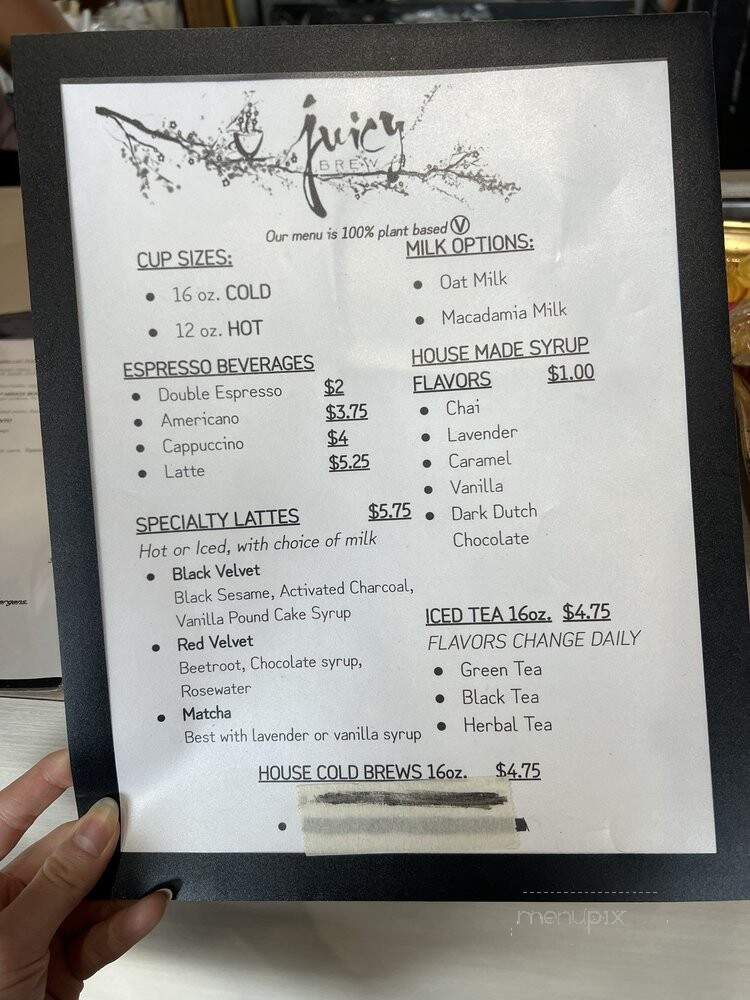 juicy
BREW
Our menu is 100% plant based V
CUP SIZES:
16 oz. COLD
12 oz. HOT
MILK OPTIONS:
Oat Milk
Macadamia Milk
ESPRESSO BEVERAGES
Double Espresso $2
Americano $3.75
Cappuccino $4
Latte $5.25
HOUSE MADE SYRUP
FLAVORS $1.00
Chai
Lavender
Caramel
Vanilla
Dark Dutch
Chocolate
SPECIALTY LATTES $5.75
Hot or Iced, with choice of milk
Black Velvet
Black Sesame, Activated Charcoal,
Vanilla Pound Cake Syrup
Red Velvet
Beetroot, Chocolate syrup,
Rosewater
Matcha
Best with lavender or vanilla syrup
ICED TEA 16oz. $4.75
FLAVORS CHANGE DAILY
Green Tea
Black Tea
Herbal Tea
HOUSE COLD BREWS 16oz. $4.75
menupix